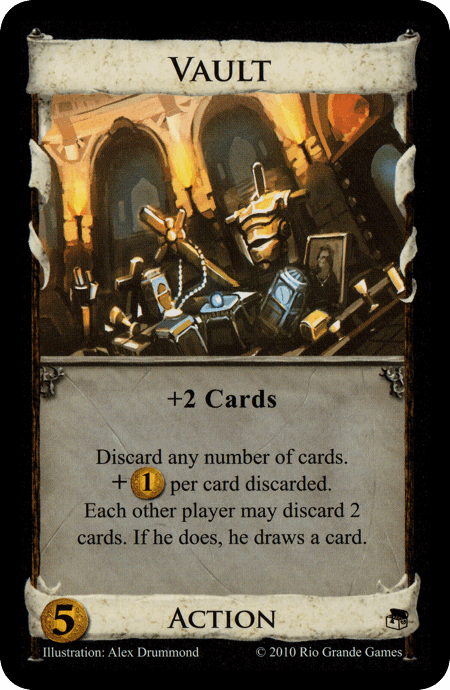 VAULT
+2 Cards
Discard any number of cards.
+ 1 per card discarded.
Each other player may discard 2
cards. If he does, he draws a card.
5 ACTION
Illustration: Alex Drummond © 2010 Rio Grande Games